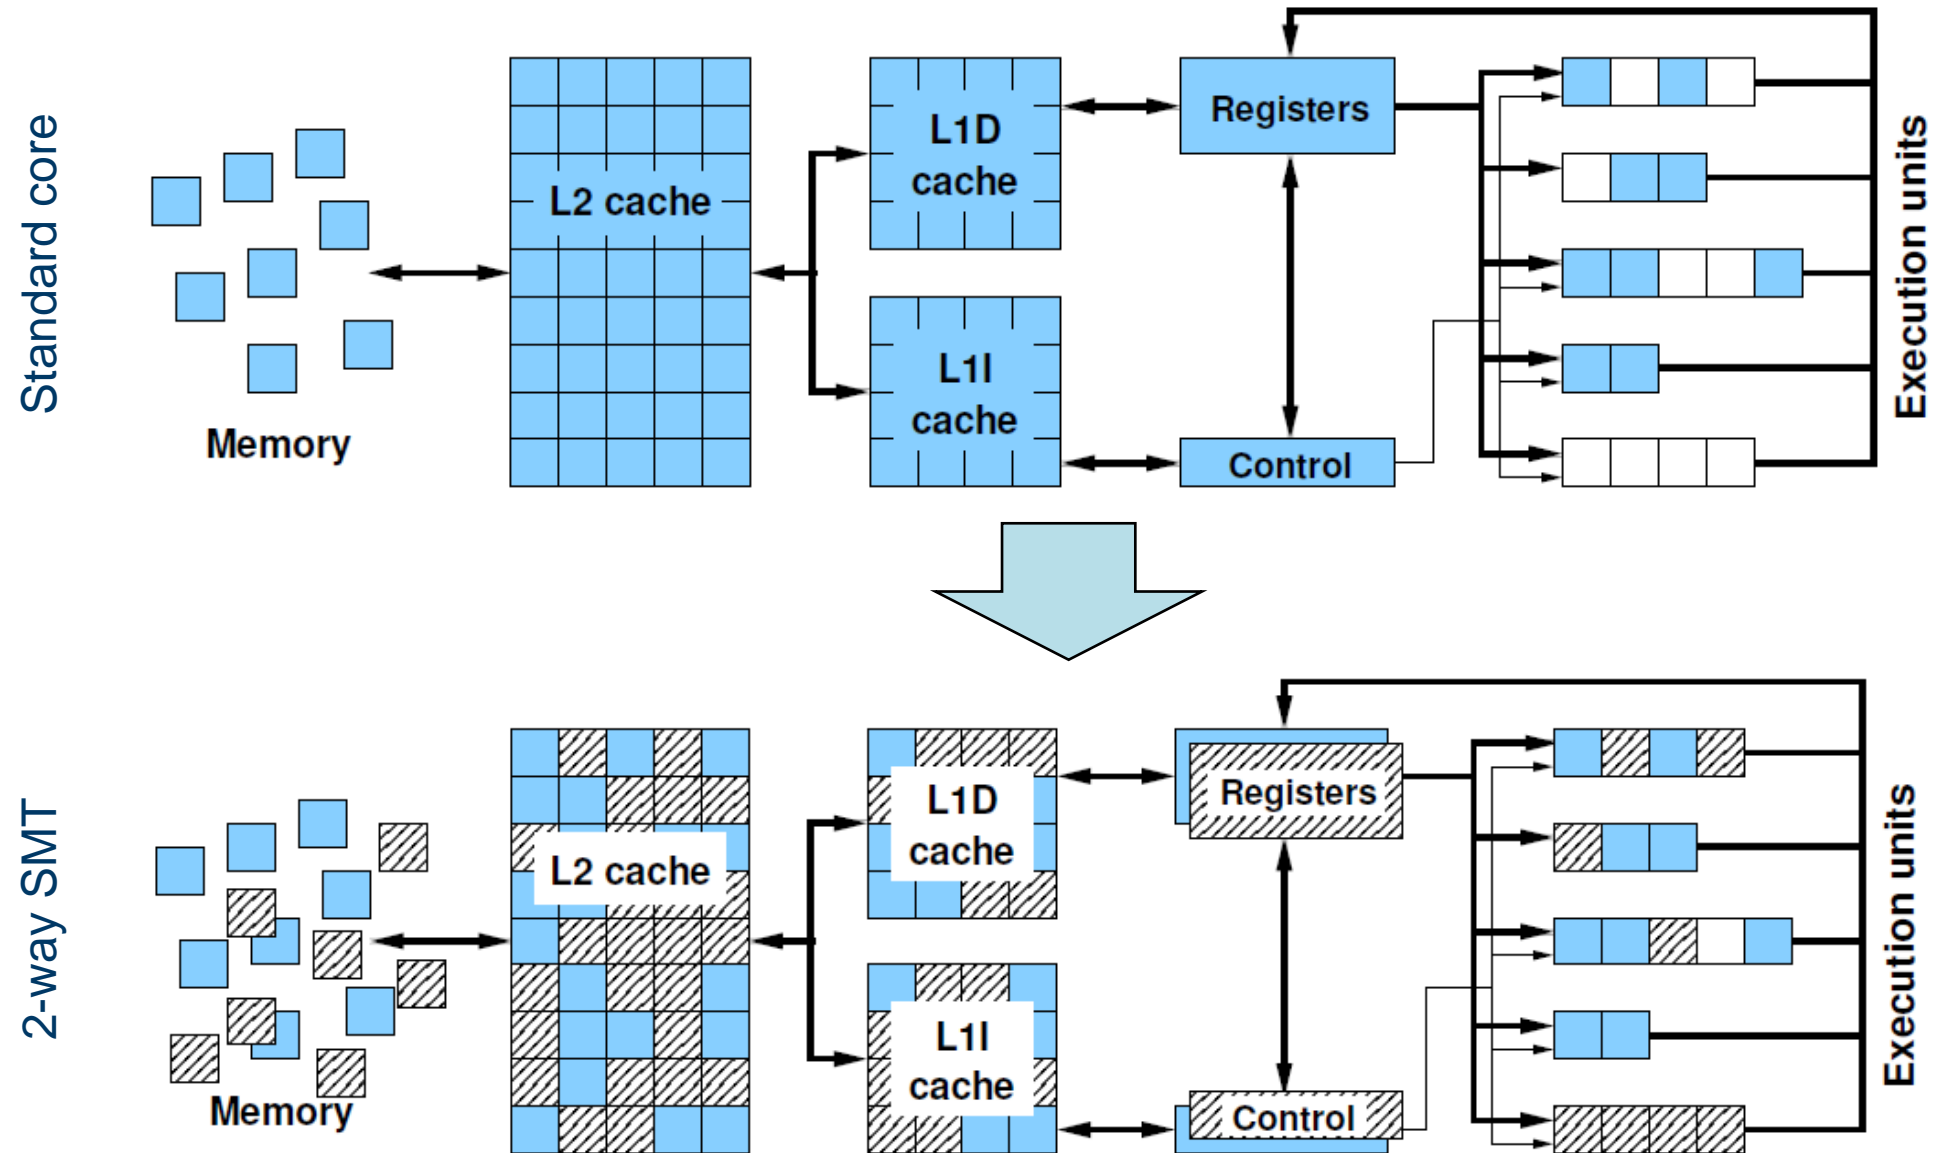 Standard core
Memory
L2 cache
L1D
cache
L1I
cache
Registers
Control
Execution units
2-way SMT
Memory
L2 cache
L1D
cache
L1I
cache
Registers
Control
Execution units